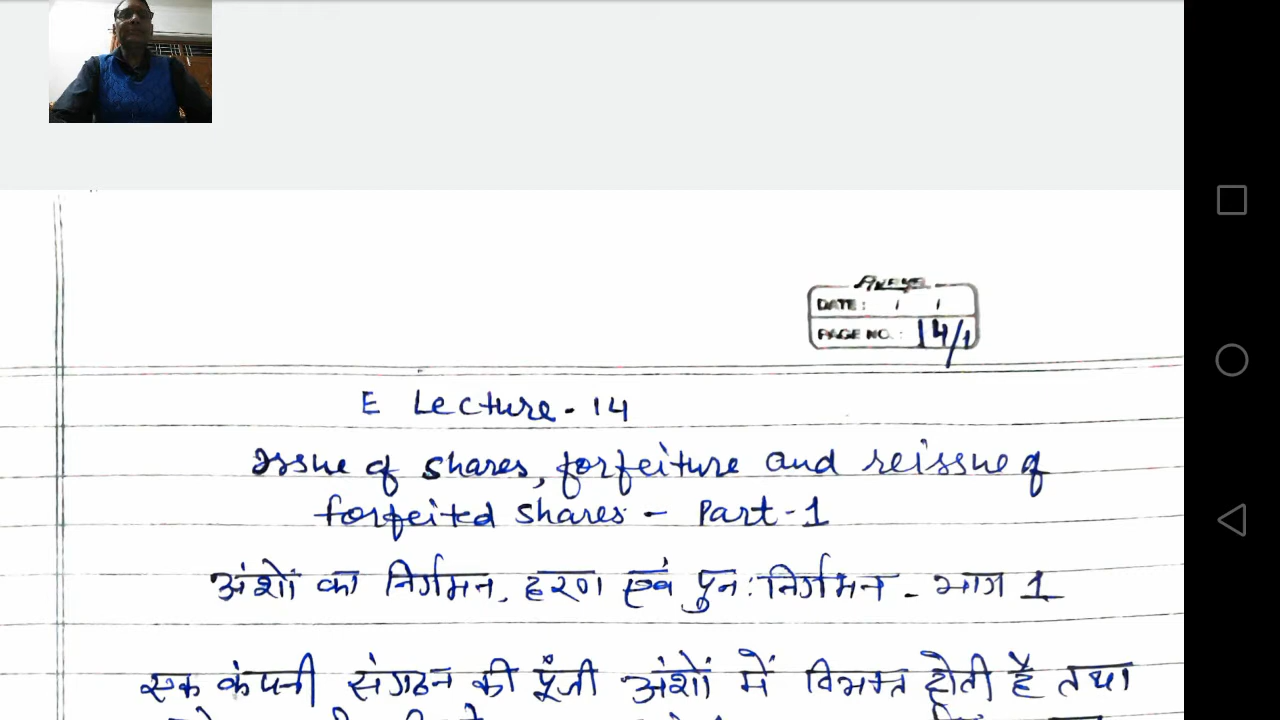 DATE:
PAGE NO.: 14/1
E Lecture - 14
Issue of shares, forfeiture and reissue of
forfeited shares - Part-1
अंशों का निर्गमन, हरण एवं पुन: निर्गमन - भाग 1
एक कंपनी संगठन की पूँजी अंशों में विभक्त होती है तथा